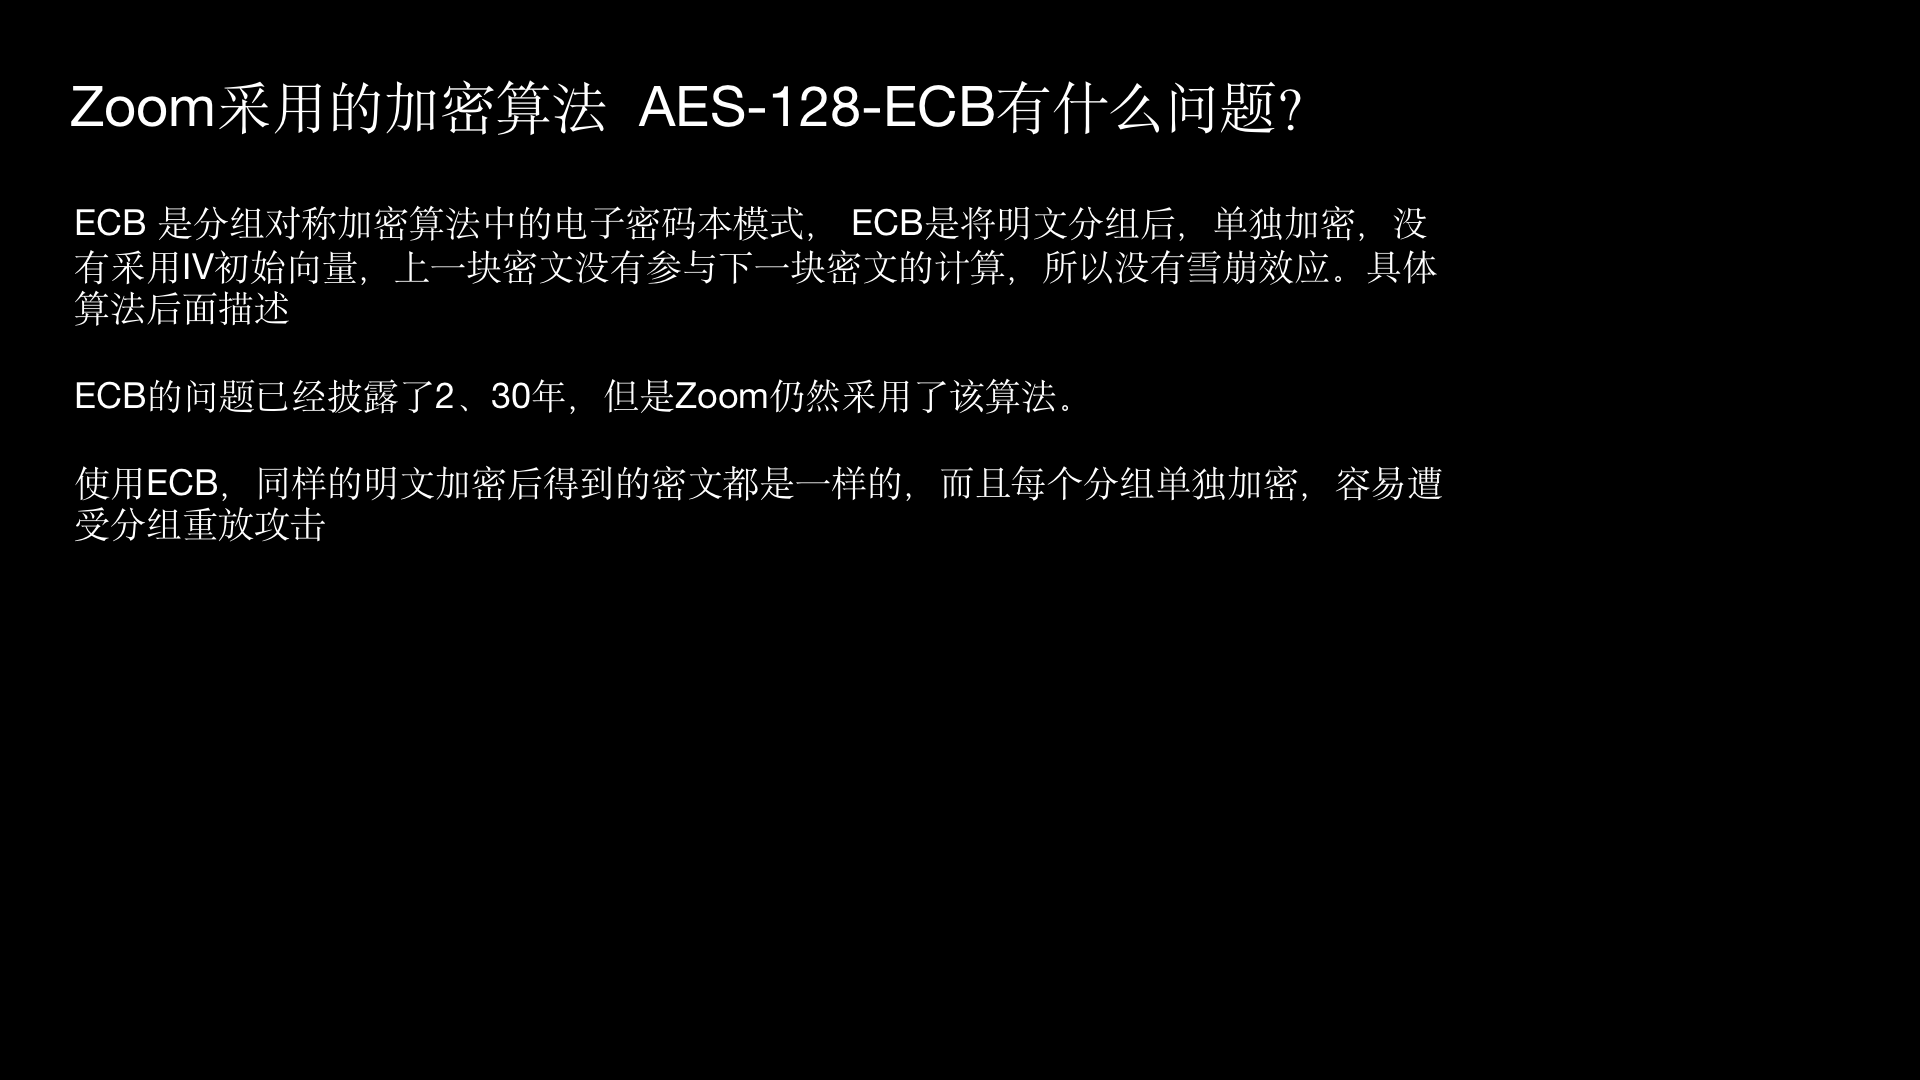 Zoom采用的加密算法  AES-128-ECB有什么问题？
ECB 是分组对称加密算法中的电子密码本模式， ECB是将明文分组后，单独加密，没
有采用IV初始向量，上一块密文没有参与下一块密文的计算，所以没有雪崩效应。具体
算法后面描述
ECB的问题已经披露了2、30年，但是Zoom仍然采用了该算法。
使用ECB，同样的明文加密后得到的密文都是一样的，而且每个分组单独加密，容易遭
受分组重放攻击